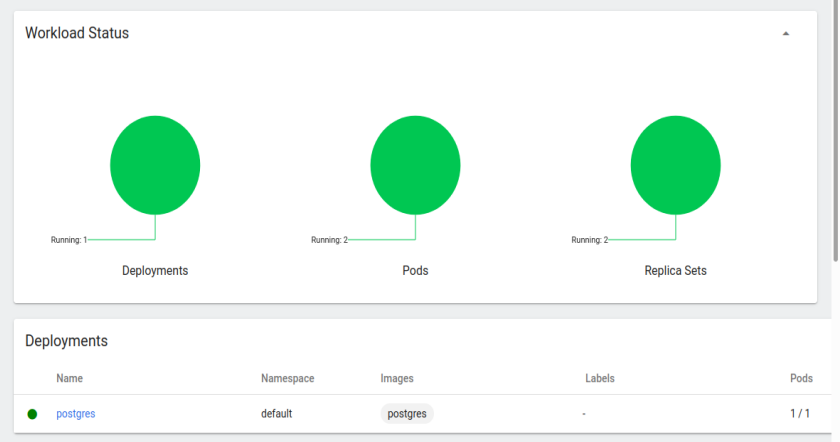 Workload Status
Running: 1
Running: 2
Running: 2
Deployments
Pods
Replica Sets
Deployments
Name Namespace Images Labels Pods
postgres default postgres - 1 / 1